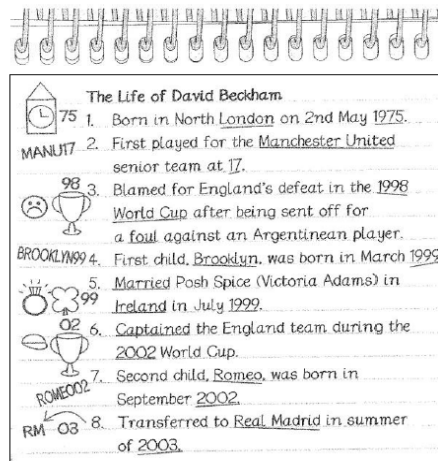 The Life of David Beckham
75 1. Born in North London on 2nd May 1975.
MANU17 2. First played for the Manchester United
senior team at 17.
98 3. Blamed for England's defeat in the 1998
World Cup after being sent off for
a foul against an Argentinean player.
BROOKLYN99 4. First child, Brooklyn, was born in March 1999
5. Married Posh Spice (Victoria Adams) in
99 Ireland in July 1999.
02 6. Captained the England team during the
2002 World Cup.
7. Second child, Romeo, was born in
ROMEO02 September 2002.
RM 03 8. Transferred to Real Madrid in summer
of 2003.